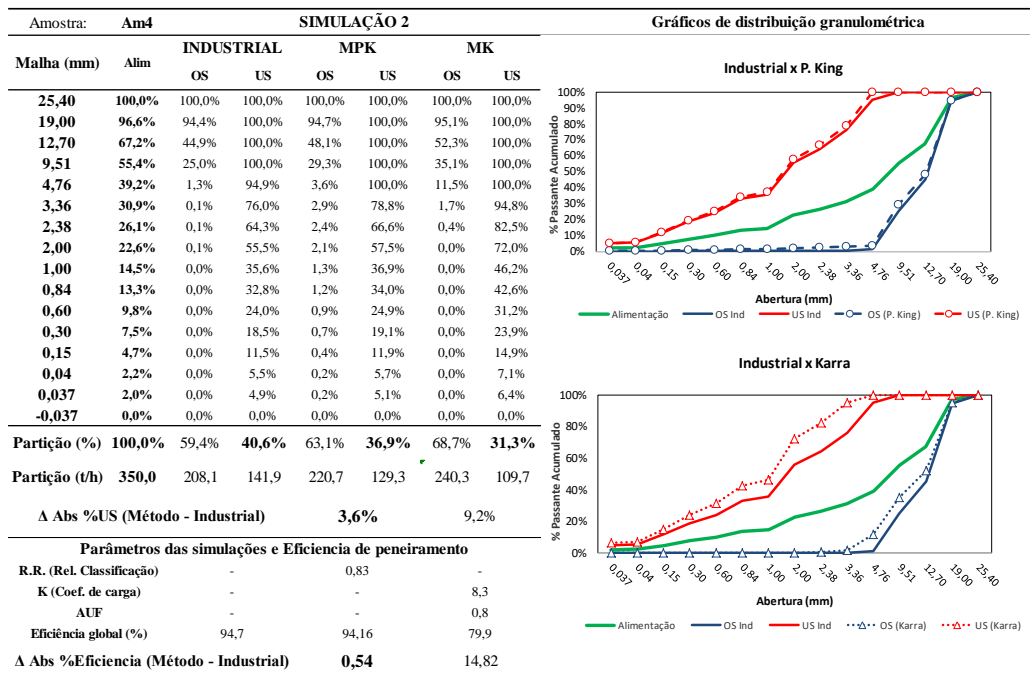 Amostra: Am4 SIMULAÇÃO 2
Malha (mm) Alim INDUSTRIAL MPK MK
OS US OS US OS US
25,40 100,0% 100,0% 100,0% 100,0% 100,0% 100,0% 100,0%
19,00 96,6% 94,4% 100,0% 94,7% 100,0% 95,1% 100,0%
12,70 67,2% 44,9% 100,0% 48,1% 100,0% 52,3% 100,0%
9,51 55,4% 25,0% 100,0% 29,3% 100,0% 35,1% 100,0%
4,76 39,2% 1,3% 94,9% 3,6% 100,0% 11,5% 100,0%
3,36 30,9% 0,1% 76,0% 2,9% 78,8% 1,7% 94,8%
2,38 26,1% 0,1% 64,3% 2,4% 66,6% 0,4% 82,5%
2,00 22,6% 0,1% 55,5% 2,1% 57,5% 0,0% 72,0%
1,00 14,5% 0,0% 35,6% 1,3% 36,9% 0,0% 46,2%
0,84 13,3% 0,0% 32,8% 1,2% 34,0% 0,0% 42,6%
0,60 9,8% 0,0% 24,0% 0,9% 24,9% 0,0% 31,2%
0,30 7,5% 0,0% 18,5% 0,7% 19,1% 0,0% 23,9%
0,15 4,7% 0,0% 11,5% 0,4% 11,9% 0,0% 14,9%
0,04 2,2% 0,0% 5,5% 0,2% 5,7% 0,0% 7,1%
0,037 2,0% 0,0% 4,9% 0,2% 5,1% 0,0% 6,4%
-0,037 0,0% 0,0% 0,0% 0,0% 0,0% 0,0% 0,0%
Partição (%) 100,0% 59,4% 40,6% 63,1% 36,9% 68,7% 31,3%
Partição (t/h) 350,0 208,1 141,9 220,7 129,3 240,3 109,7
Δ Abs %US (Método - Industrial) 3,6% 9,2%
Parâmetros das simulações e Eficiencia de peneiramento
R.R. (Rel. Classificação) - 0,83 -
K (Coef. de carga) - - 8,3
AUF - - 0,8
Eficiência global (%) 94,7 94,16 79,9
Δ Abs %Eficiencia (Método - Industrial) 0,54 14,82
Gráficos de distribuição granulométrica
Industrial x P. King
% Passante Acumulado
100%
90%
80%
70%
60%
50%
40%
30%
20%
10%
0%
0,037 0,04 0,15 0,30 0,60 0,84 1,00 2,00 2,38 3,36 4,76 9,51 12,70 19,00 25,40
Abertura (mm)
Alimentação OS Ind US Ind OS (P. King) US (P. King)
Industrial x Karra
% Passante Acumulado
100%
80%
60%
40%
20%
0%
0,037 0,04 0,15 0,30 0,60 0,84 1,00 2,00 2,38 3,36 4,76 9,51 12,70 19,00 25,40
Abertura (mm)
Alimentação OS Ind US Ind OS (Karra) US (Karra)